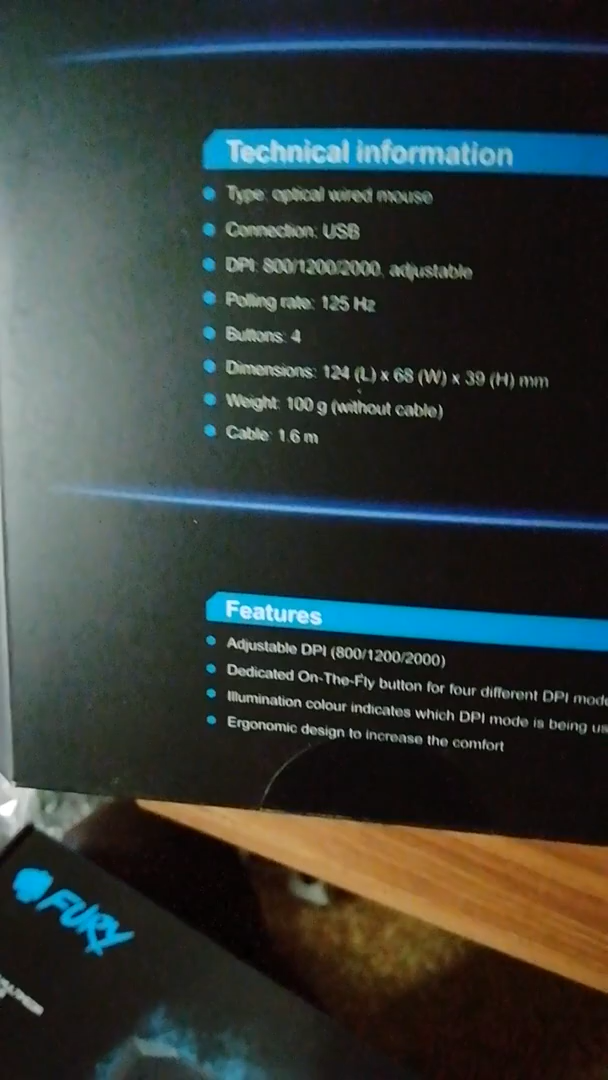 Technical information
Type: optical wired mouse
Connection: USB
DPI: 800/1200/2000, adjustable
Polling rate: 125 Hz
Buttons: 4
Dimensions: 124 (L) x 68 (W) x 39 (H) mm
Weight: 100 g (without cable)
Cable: 1.6 m
Features
Adjustable DPI (800/1200/2000)
Dedicated On-The-Fly button for four different DPI mode
Illumination colour indicates which DPI mode is being us
Ergonomic design to increase the comfort
FURY